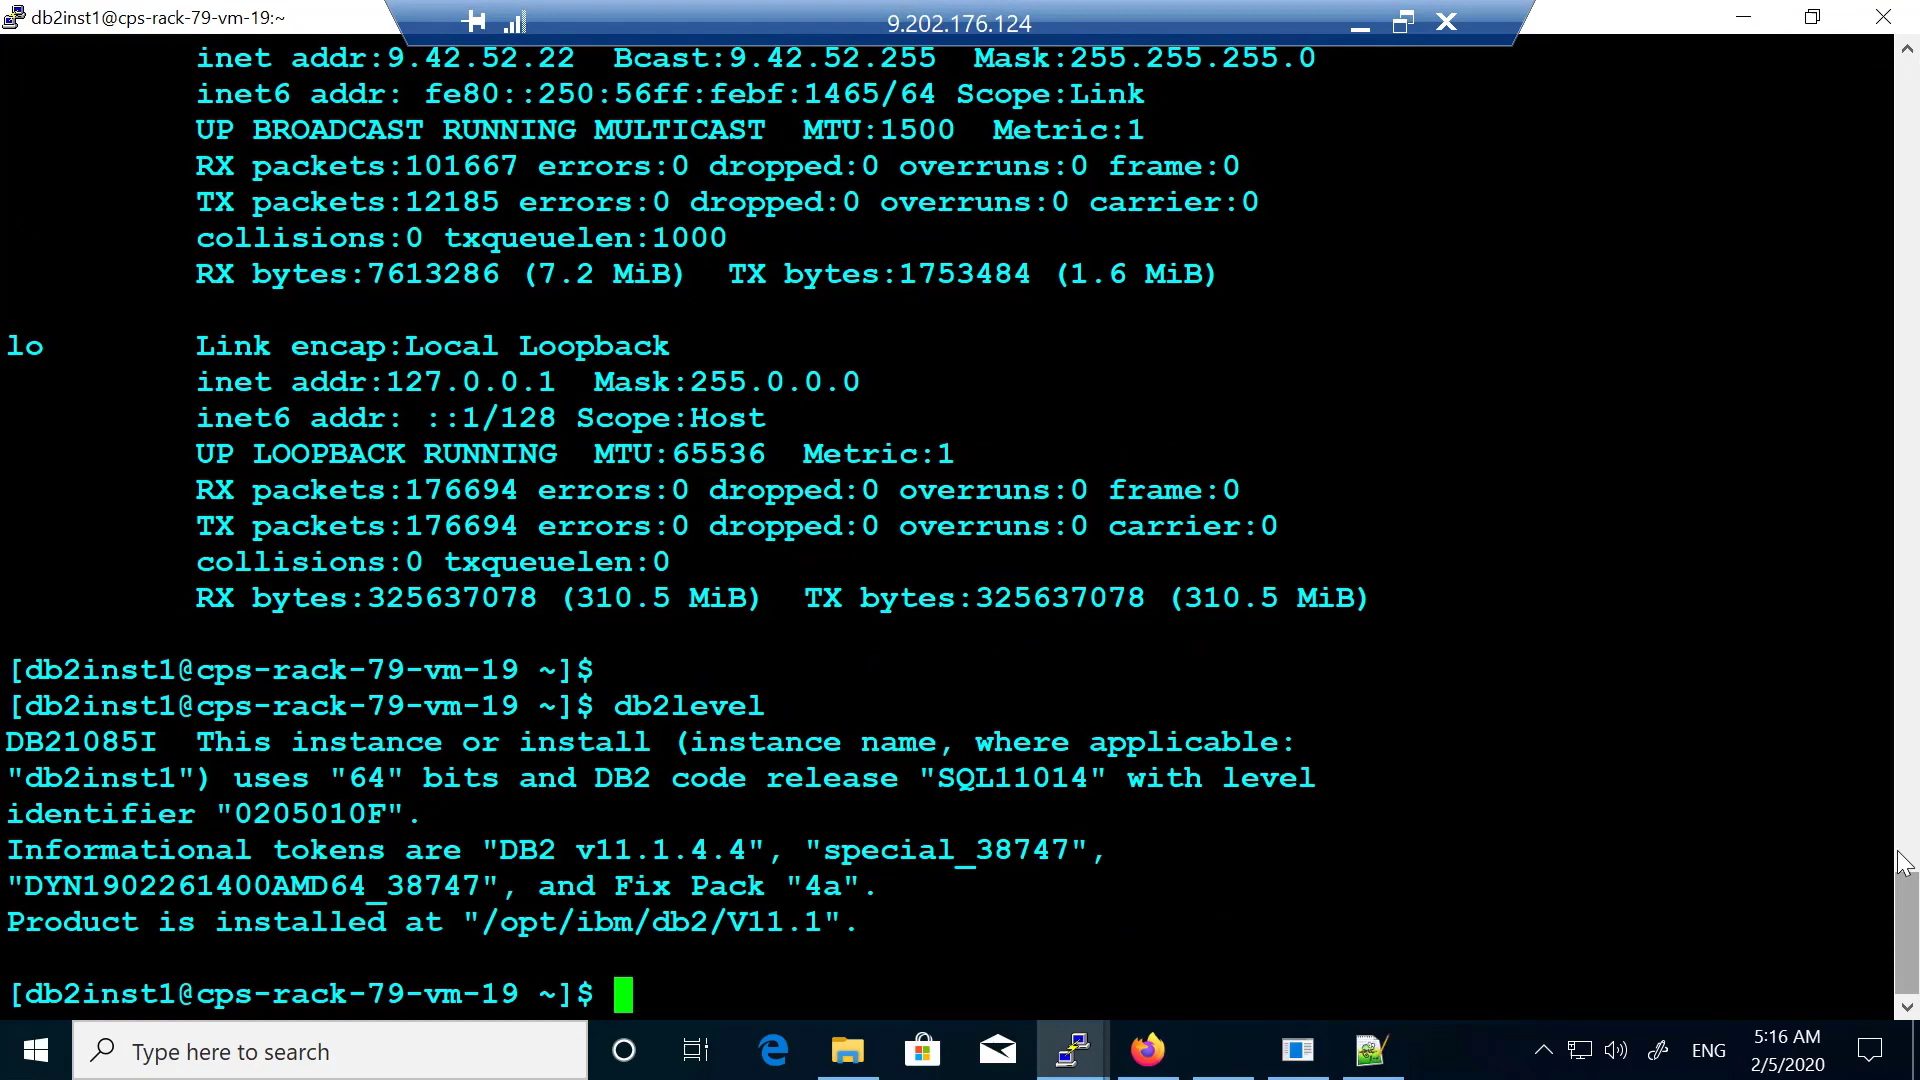 db2inst1@cps-rack-79-vm-19:~
9.202.176.124
inet addr:9.42.52.22  Bcast:9.42.52.255  Mask:255.255.255.0
inet6 addr: fe80::250:56ff:febf:1465/64 Scope:Link
UP BROADCAST RUNNING MULTICAST  MTU:1500  Metric:1
RX packets:101667 errors:0 dropped:0 overruns:0 frame:0
TX packets:12185 errors:0 dropped:0 overruns:0 carrier:0
collisions:0 txqueuelen:1000
RX bytes:7613286 (7.2 MiB)  TX bytes:1753484 (1.6 MiB)
lo        Link encap:Local Loopback
inet addr:127.0.0.1  Mask:255.0.0.0
inet6 addr: ::1/128 Scope:Host
UP LOOPBACK RUNNING  MTU:65536  Metric:1
RX packets:176694 errors:0 dropped:0 overruns:0 frame:0
TX packets:176694 errors:0 dropped:0 overruns:0 carrier:0
collisions:0 txqueuelen:0
RX bytes:325637078 (310.5 MiB)  TX bytes:325637078 (310.5 MiB)
[db2inst1@cps-rack-79-vm-19 ~]$
[db2inst1@cps-rack-79-vm-19 ~]$ db2level
DB21085I  This instance or install (instance name, where applicable:
"db2inst1") uses "64" bits and DB2 code release "SQL11014" with level
identifier "0205010F".
Informational tokens are "DB2 v11.1.4.4", "special_38747",
"DYN1902261400AMD64_38747", and Fix Pack "4a".
Product is installed at "/opt/ibm/db2/V11.1".
[db2inst1@cps-rack-79-vm-19 ~]$
Type here to search
ENG
5:16 AM
2/5/2020